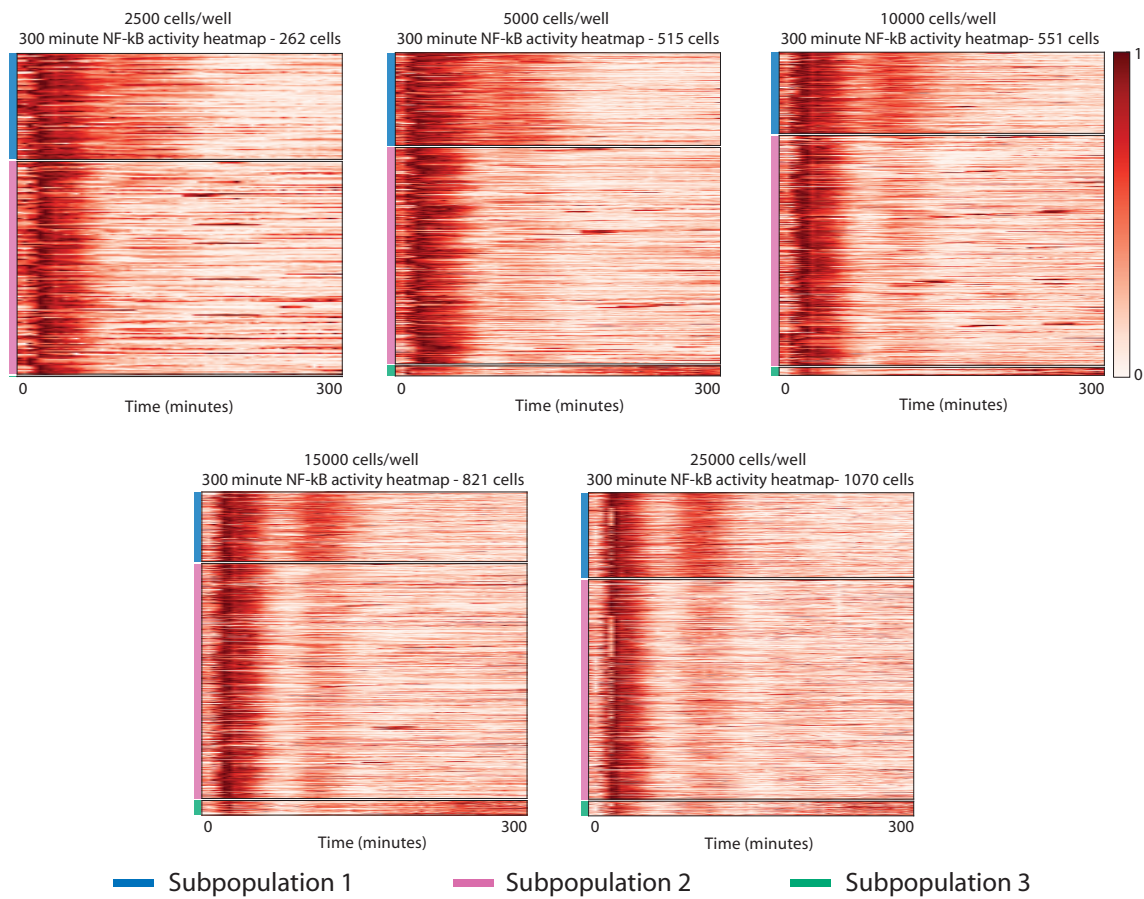 2500 cells/well
300 minute NF-kB activity heatmap - 262 cells
5000 cells/well
300 minute NF-kB activity heatmap - 515 cells
10000 cells/well
300 minute NF-kB activity heatmap- 551 cells
1
0
0 300
Time (minutes)
0 300
Time (minutes)
0 300
Time (minutes)
15000 cells/well
300 minute NF-kB activity heatmap - 821 cells
25000 cells/well
300 minute NF-kB activity heatmap- 1070 cells
0 300
Time (minutes)
0 300
Time (minutes)
Subpopulation 1
Subpopulation 2
Subpopulation 3